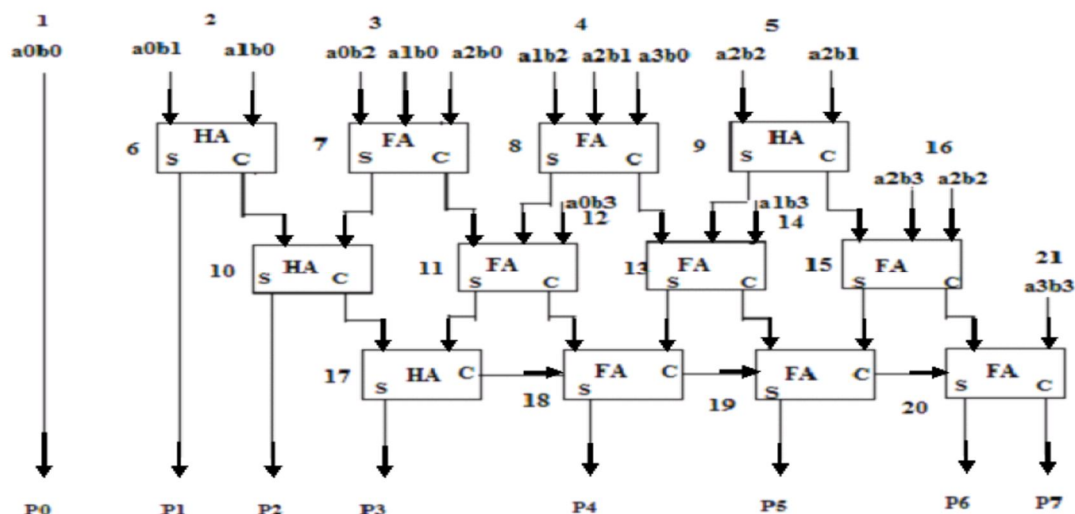 1 2 3 4 5
a0b0 a0b1 a1b0 a0b2 a1b0 a2b0 a1b2 a2b1 a3b0 a2b2 a2b1
6 HA S C 7 FA S C 8 FA S C 9 HA S C 16
a2b3 a2b2
a0b3 a1b3
12 14
10 HA S C 11 FA S C 13 FA S C 15 FA S C 21
a3b3
17 S HA C 18 FA C S 19 FA C S 20 FA S C
P0 P1 P2 P3 P4 P5 P6 P7